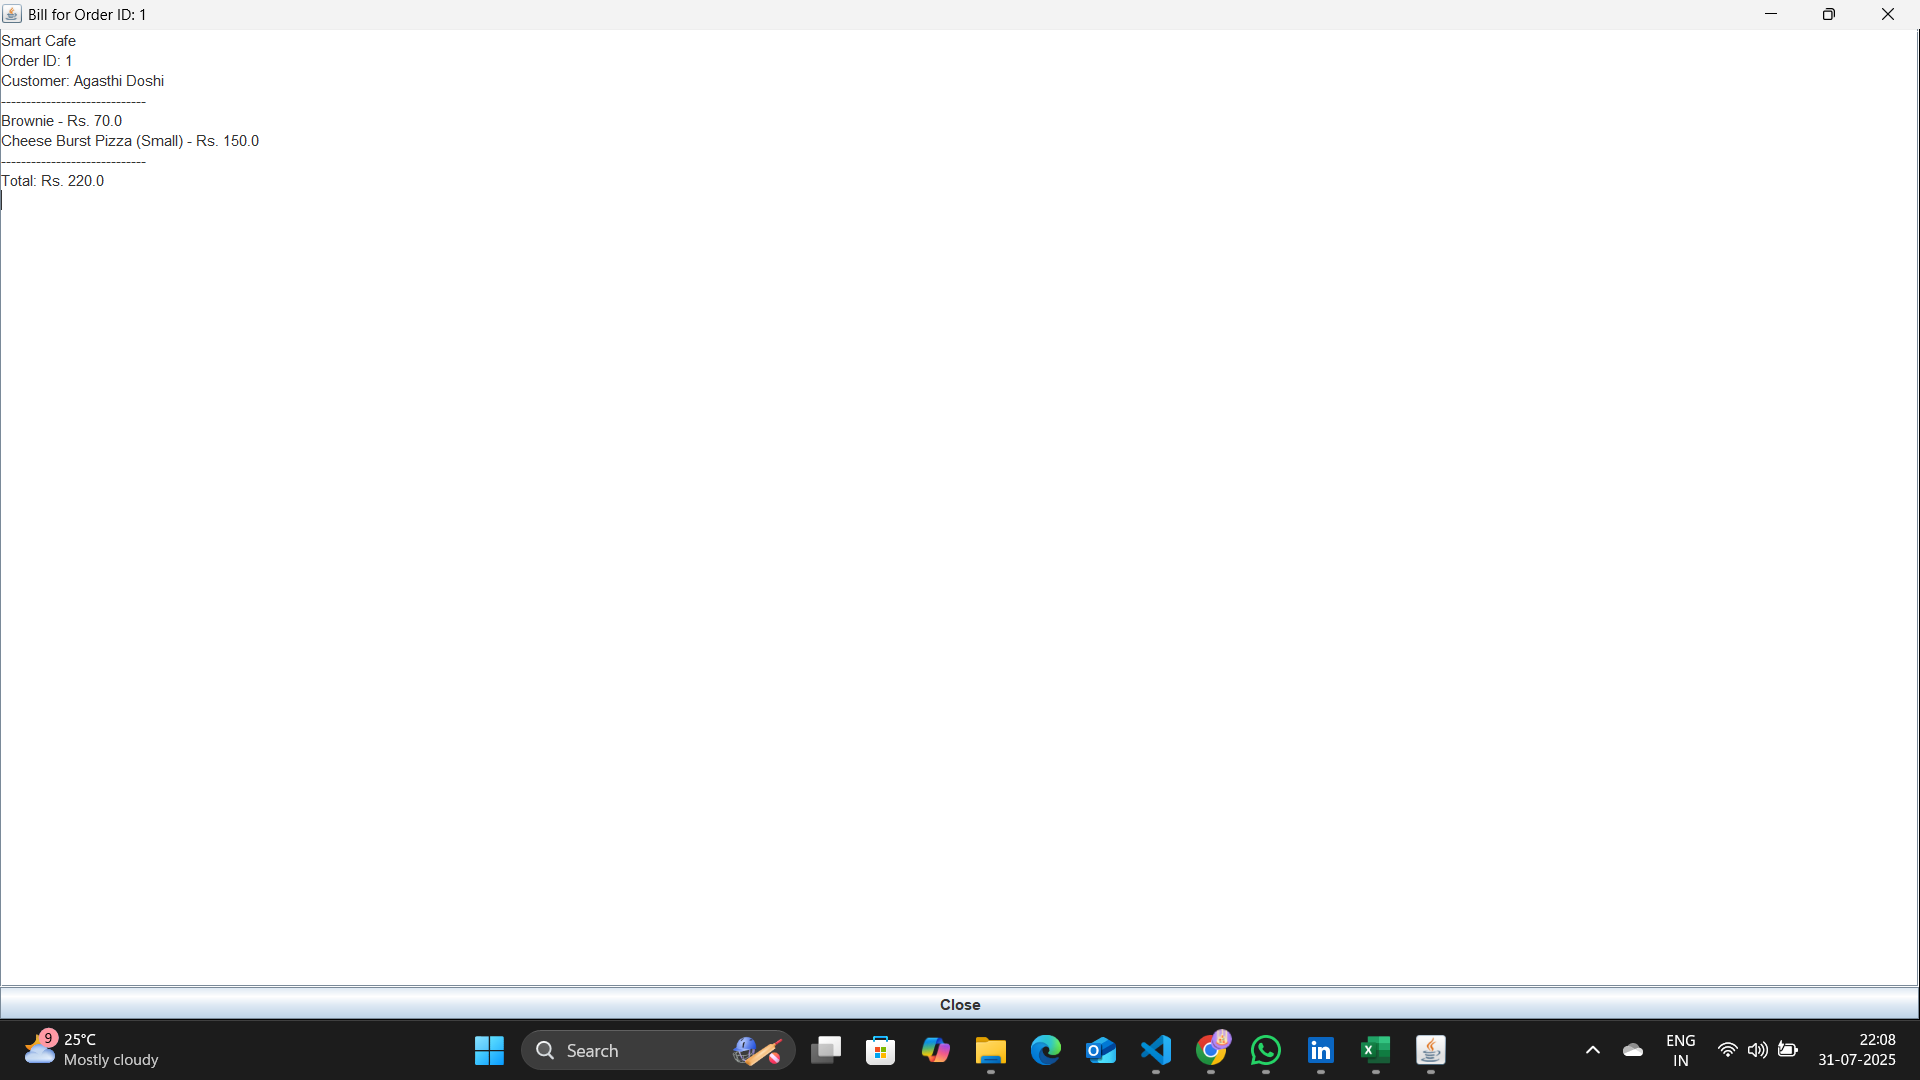 Bill for Order ID: 1
Smart Cafe
Order ID: 1
Customer: Agasthi Doshi
-----------------------------
Brownie - Rs. 70.0
Cheese Burst Pizza (Small) - Rs. 150.0
-----------------------------
Total: Rs. 220.0
Close
9
25°C
Mostly cloudy
Search
ENG
IN
22:08
31-07-2025